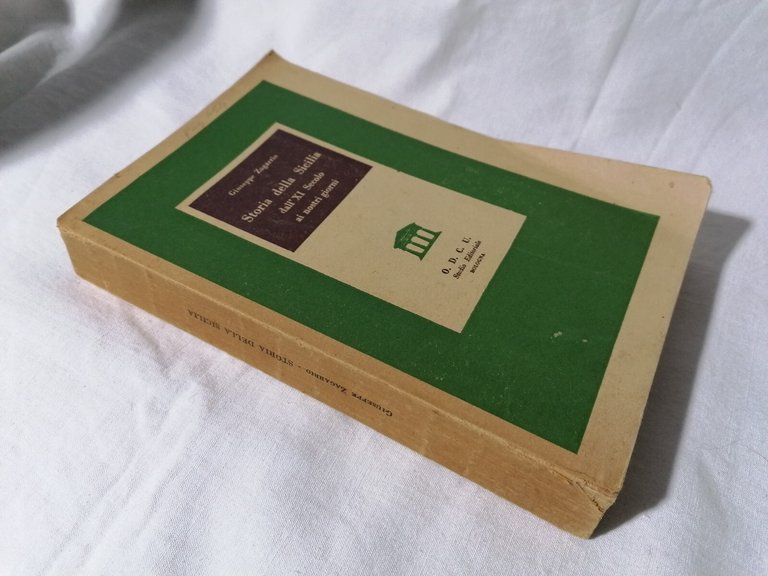 Giuseppe Zagarrio
Storia della Sicilia
dall'XI Secolo
ai nostri giorni
O. D. C. U.
Studio Editoriale
BOLOGNA
GIUSEPPE ZAGARRIO - STORIA DELLA SICILIA